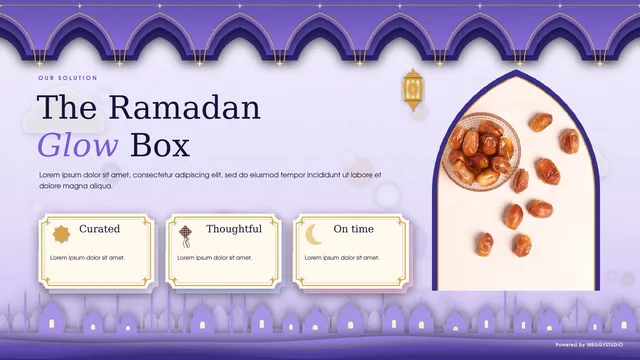 OUR SOLUTION
The Ramadan
Glow Box
Lorem ipsum dolor sit amet, consectetur adipiscing elit, sed do eiusmod tempor incididunt ut labore et
dolore magna aliqua.
Curated
Lorem ipsum dolor sit amet.
Thoughtful
Lorem ipsum dolor sit amet.
On time
Lorem ipsum dolor sit amet.
Powered by MEGGYSTUDIO